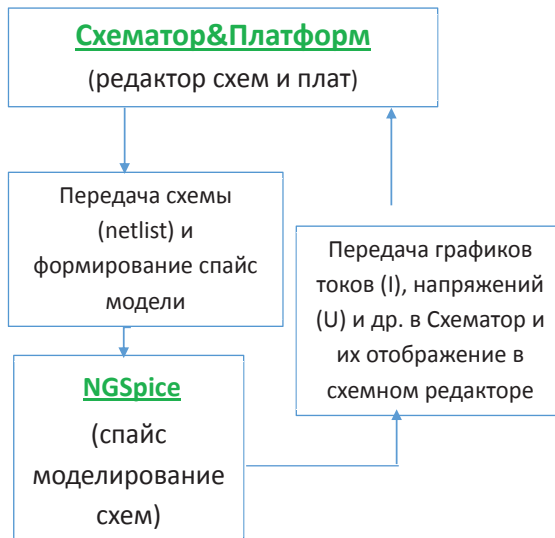 Схематор&Платформ
(редактор схем и плат)
Передача схемы
(netlist) и
формирование спайс
модели
Передача графиков
токов (I), напряжений
(U) и др. в Схематор и
их отображение в
схемном редакторе
NGSpice
(спайс
моделирование
схем)